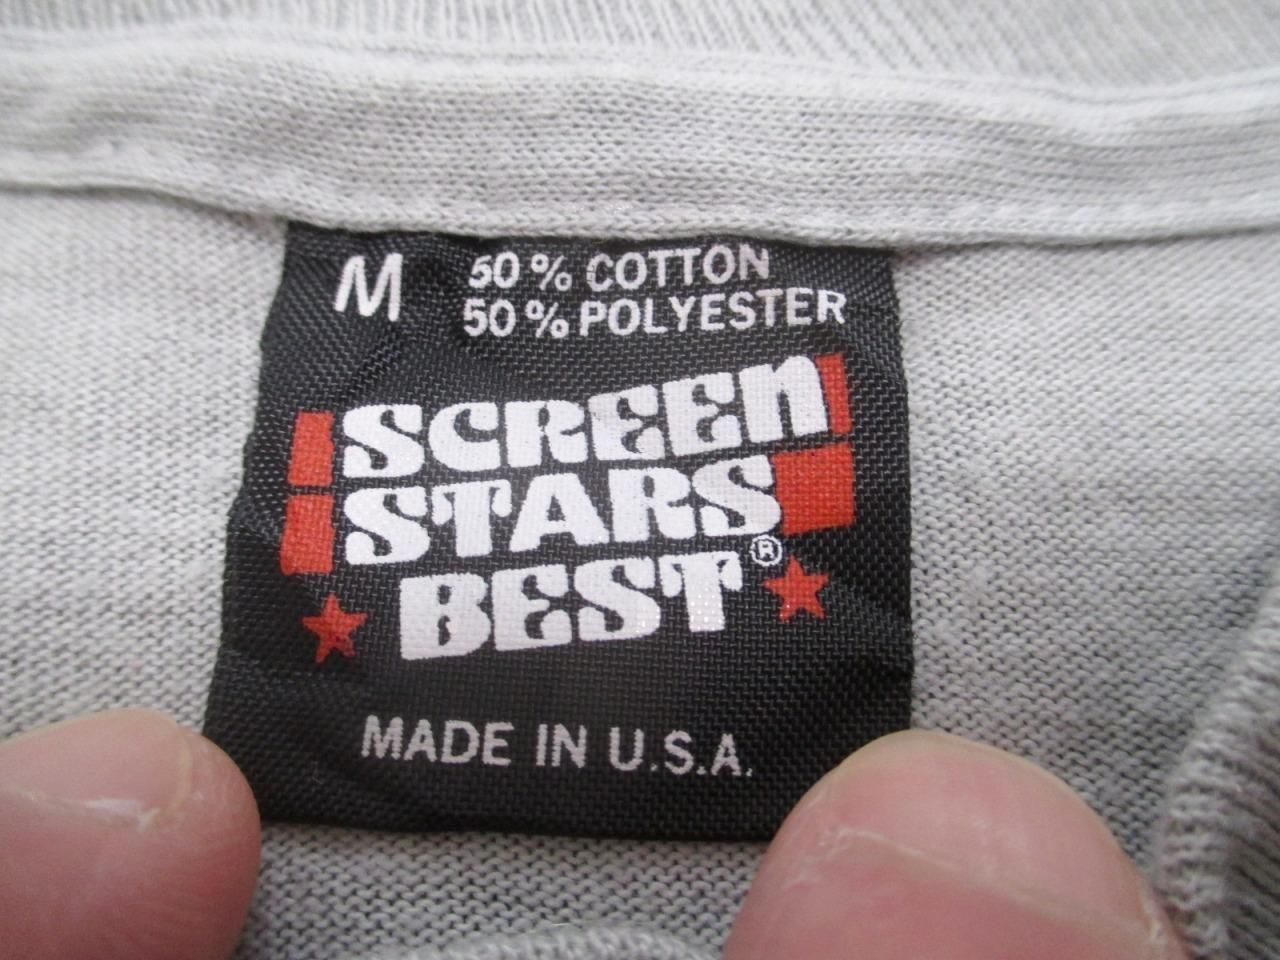 M 50% COTTON
50% POLYESTER
SCREEN
STARS
BEST®
MADE IN U.S.A.